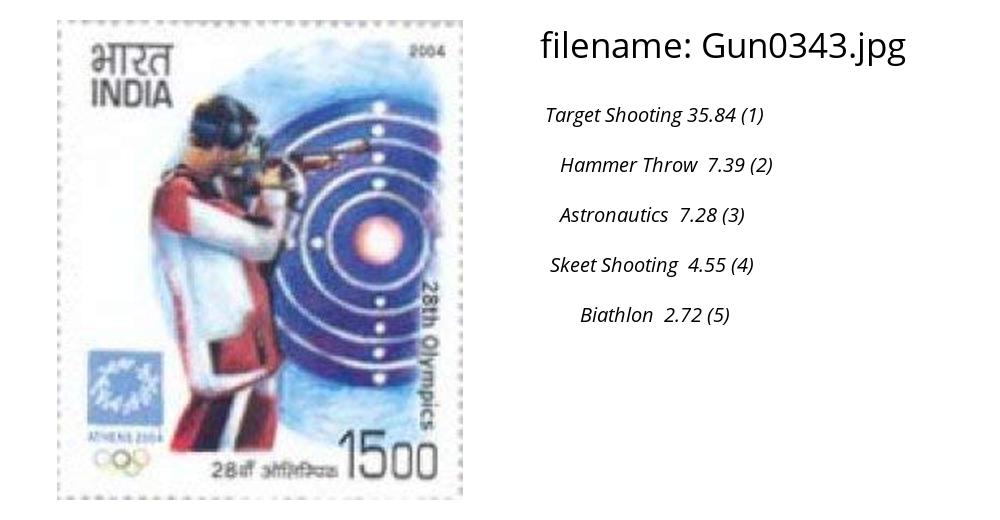 भारत
INDIA
2004
28th Olympics
ATHENS 2004
28वीं ओलिम्पिक
1500
filename: Gun0343.jpg
Target Shooting 35.84 (1)
Hammer Throw 7.39 (2)
Astronautics 7.28 (3)
Skeet Shooting 4.55 (4)
Biathlon 2.72 (5)